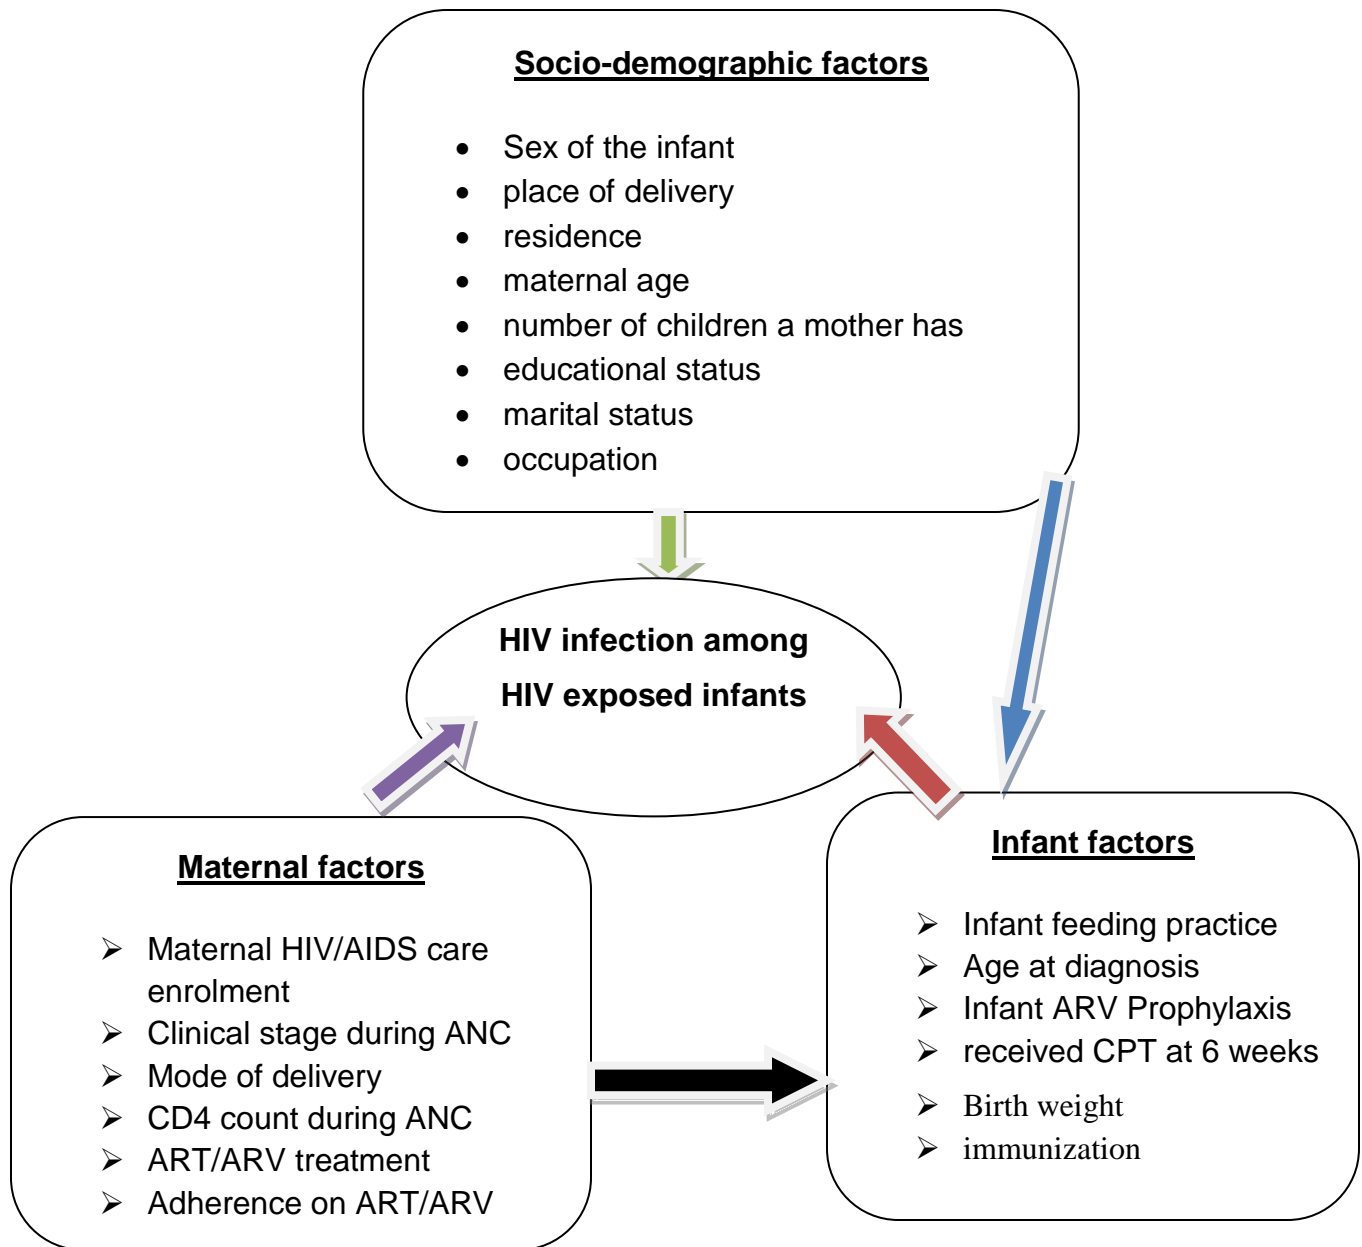 Socio-demographic factors
• Sex of the infant
• place of delivery
• residence
• maternal age
• number of children a mother has
• educational status
• marital status
• occupation
HIV infection among
HIV exposed infants
Maternal factors
➢ Maternal HIV/AIDS care
enrolment
➢ Clinical stage during ANC
➢ Mode of delivery
➢ CD4 count during ANC
➢ ART/ARV treatment
➢ Adherence on ART/ARV
Infant factors
➢ Infant feeding practice
➢ Age at diagnosis
➢ Infant ARV Prophylaxis
➢ received CPT at 6 weeks
➢ Birth weight
➢ immunization